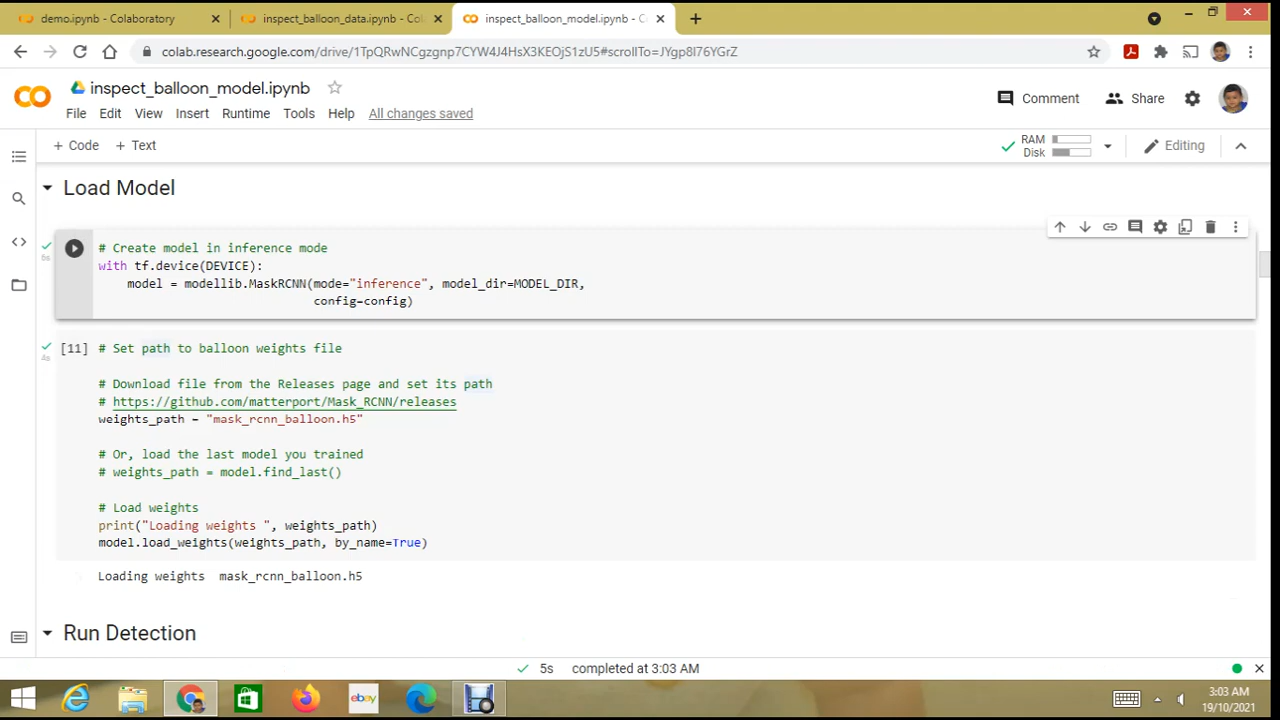 demo.ipynb - Colaboratory
inspect_balloon_data.ipynb - Co
inspect_balloon_model.ipynb - C
colab.research.google.com/drive/1TpQRwNCgzgnp7CYW4J4HsX3KEOjS1zU5#scrollTo=JYgp8I76YGrZ
inspect_balloon_model.ipynb
Comment
Share
File Edit View Insert Runtime Tools Help All changes saved
+ Code + Text
RAM
Disk
Editing
Load Model
# Create model in inference mode
6s
with tf.device(DEVICE):
model = modellib.MaskRCNN(mode="inference", model_dir=MODEL_DIR,
config=config)
[11] # Set path to balloon weights file
4s
# Download file from the Releases page and set its path
# https://github.com/matterport/Mask_RCNN/releases
weights_path = "mask_rcnn_balloon.h5"
# Or, load the last model you trained
# weights_path = model.find_last()
# Load weights
print("Loading weights ", weights_path)
model.load_weights(weights_path, by_name=True)
Loading weights  mask_rcnn_balloon.h5
Run Detection
5s completed at 3:03 AM
ebay
3:03 AM
19/10/2021